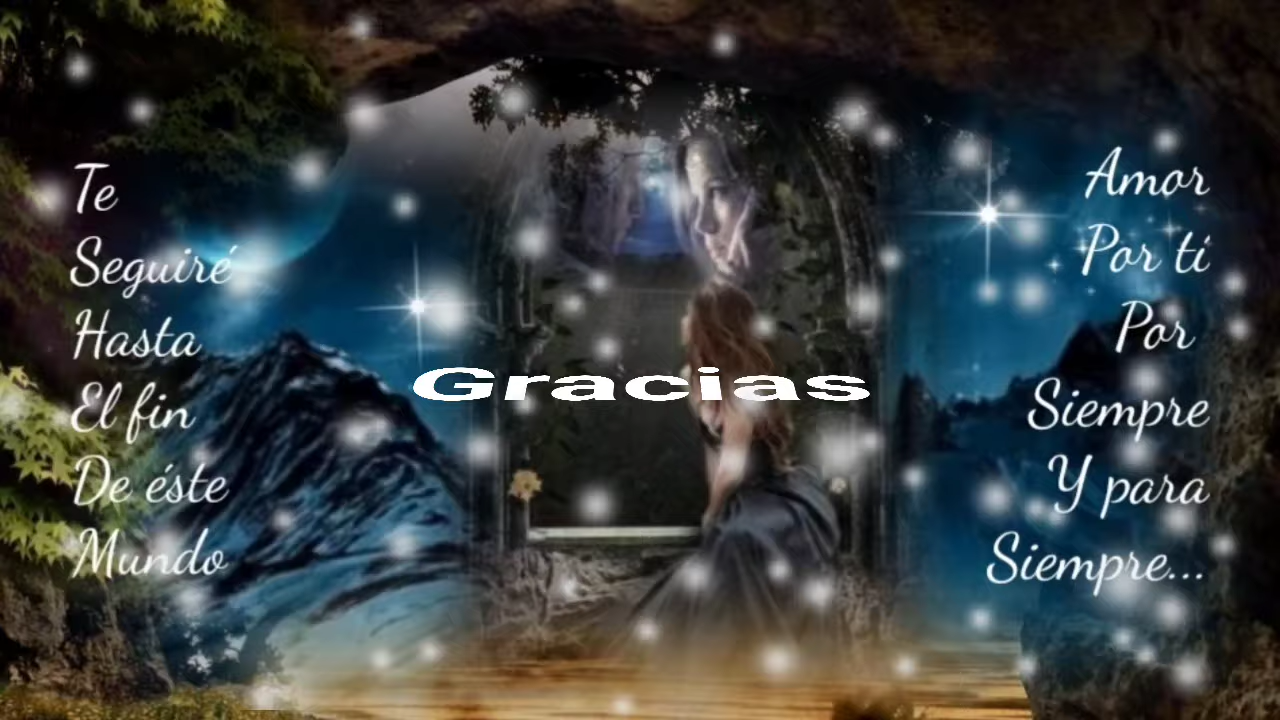 Te
Seguiré
Hasta
El fin
De éste
Mundo
Gracias
Amor
Por ti
Por
Siempre
Y para
Siempre...